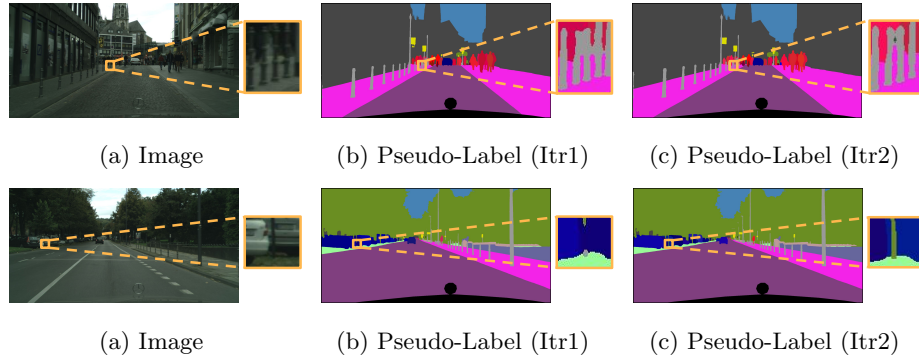 (a) Image
(b) Pseudo-Label (Itr1)
(c) Pseudo-Label (Itr2)
(a) Image
(b) Pseudo-Label (Itr1)
(c) Pseudo-Label (Itr2)